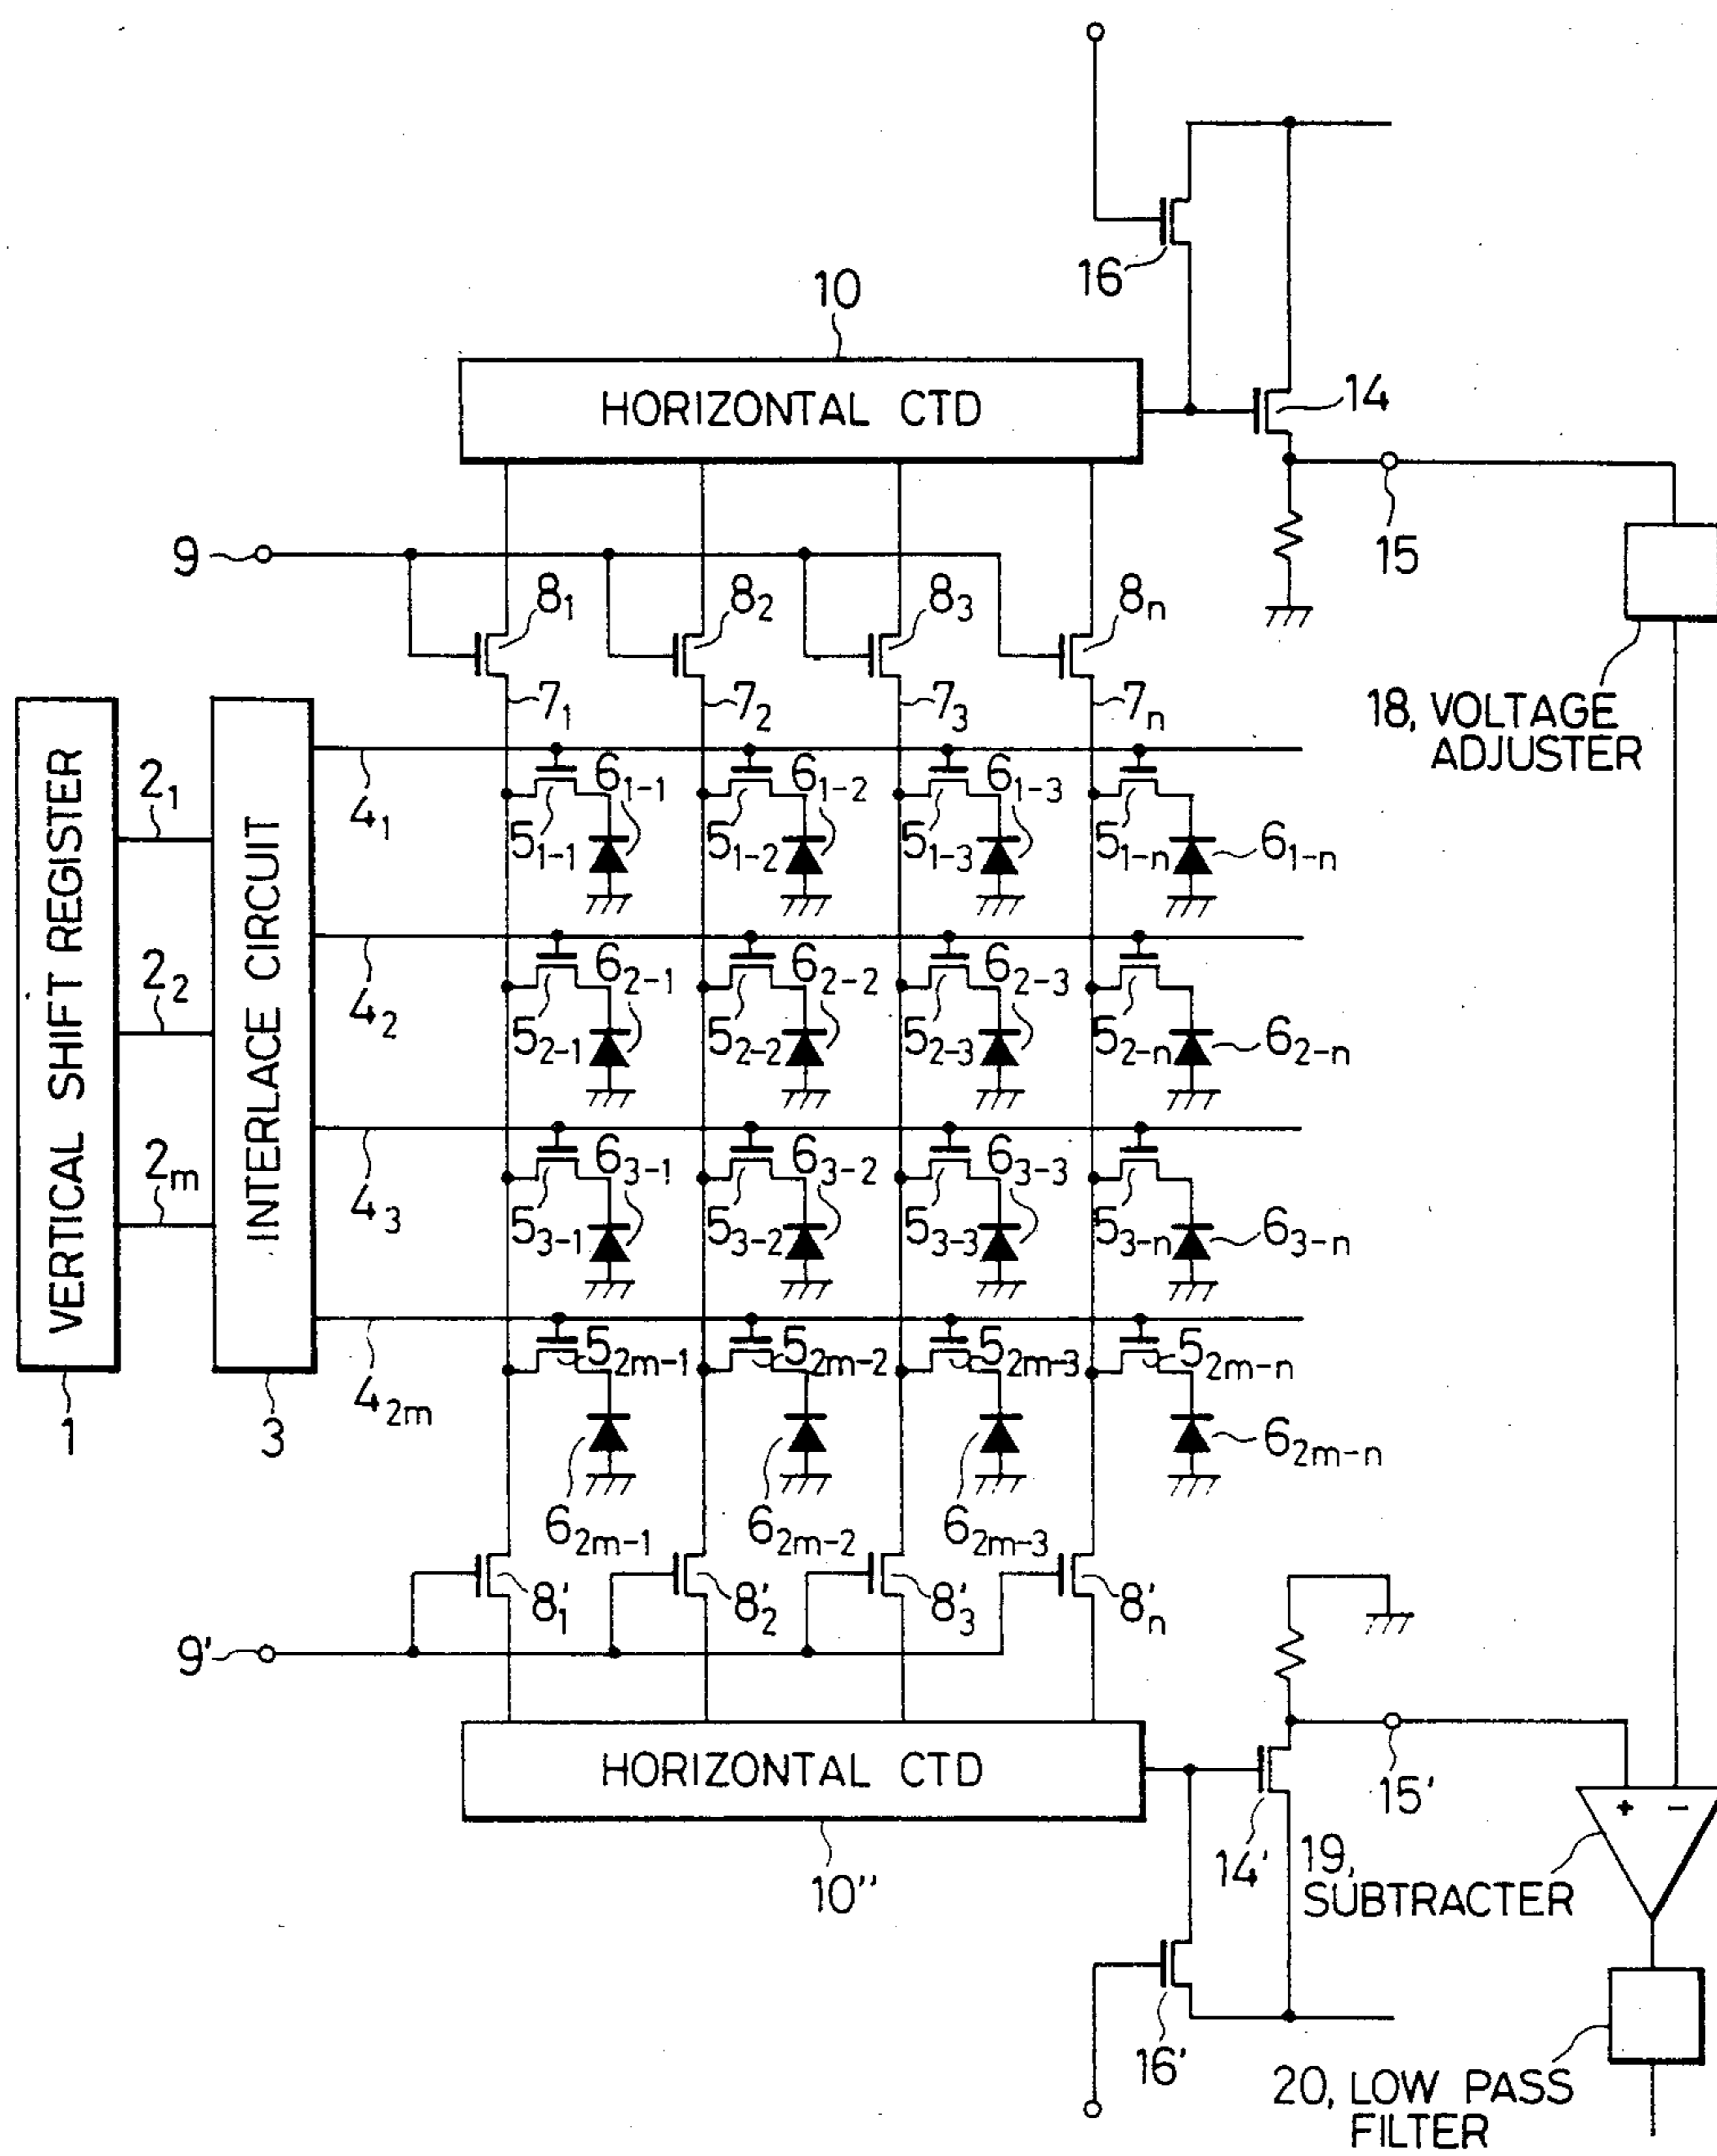 16
10
HORIZONTAL CTD
14
15
9
8₁
8₂
8₃
8ₙ
7₁
7₂
7₃
7ₙ
18, VOLTAGE
ADJUSTER
VERTICAL SHIFT REGISTER
INTERLACE CIRCUIT
2₁
2₂
2ₘ
1
3
4₁
6₁₋₁
6₁₋₂
6₁₋₃
5₁₋₁
5₁₋₂
5₁₋₃
5₁₋ₙ
6₁₋ₙ
4₂
6₂₋₁
6₂₋₂
6₂₋₃
5₂₋₁
5₂₋₂
5₂₋₃
5₂₋ₙ
6₂₋ₙ
4₃
6₃₋₁
6₃₋₂
6₃₋₃
5₃₋₁
5₃₋₂
5₃₋₃
5₃₋ₙ
6₃₋ₙ
4₂ₘ
5₂ₘ₋₁
5₂ₘ₋₂
5₂ₘ₋₃
5₂ₘ₋ₙ
6₂ₘ₋₁
6₂ₘ₋₂
6₂ₘ₋₃
6₂ₘ₋ₙ
8'₁
8'₂
8'₃
8'ₙ
9'
HORIZONTAL CTD
10''
15'
14'
+ −
19,
SUBTRACTER
16'
20, LOW PASS
FILTER